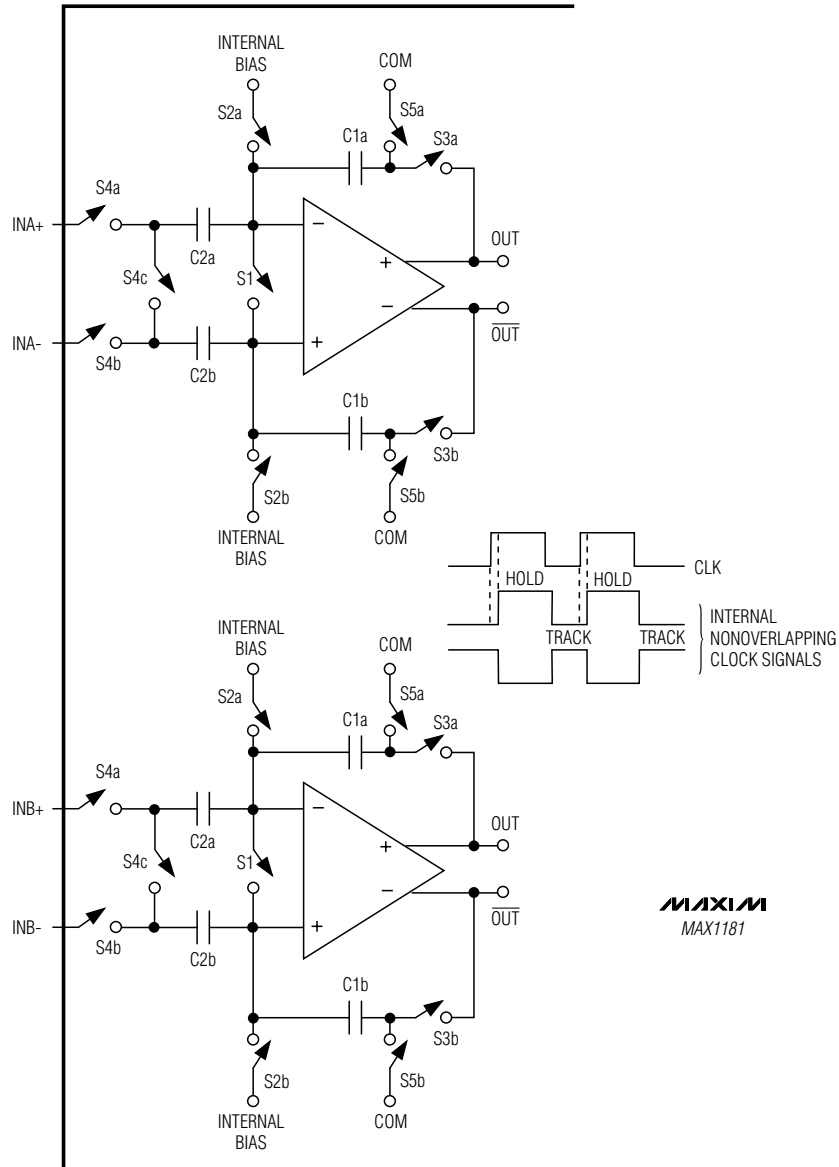 INTERNAL
BIAS
COM
S2a
S5a
C1a
S3a
S4a
INA+
C2a
−
OUT
+
S4c
S1
−
OUT
INA-
+
S4b
C2b
C1b
S3b
S2b
S5b
INTERNAL
BIAS
COM
CLK
HOLD
HOLD
TRACK
TRACK
INTERNAL
NONOVERLAPPING
CLOCK SIGNALS
INTERNAL
BIAS
COM
S2a
S5a
C1a
S3a
S4a
INB+
C2a
−
OUT
+
S4c
S1
−
OUT
INB-
+
S4b
C2b
C1b
S3b
S2b
S5b
INTERNAL
BIAS
COM
MAXIM
MAX1181